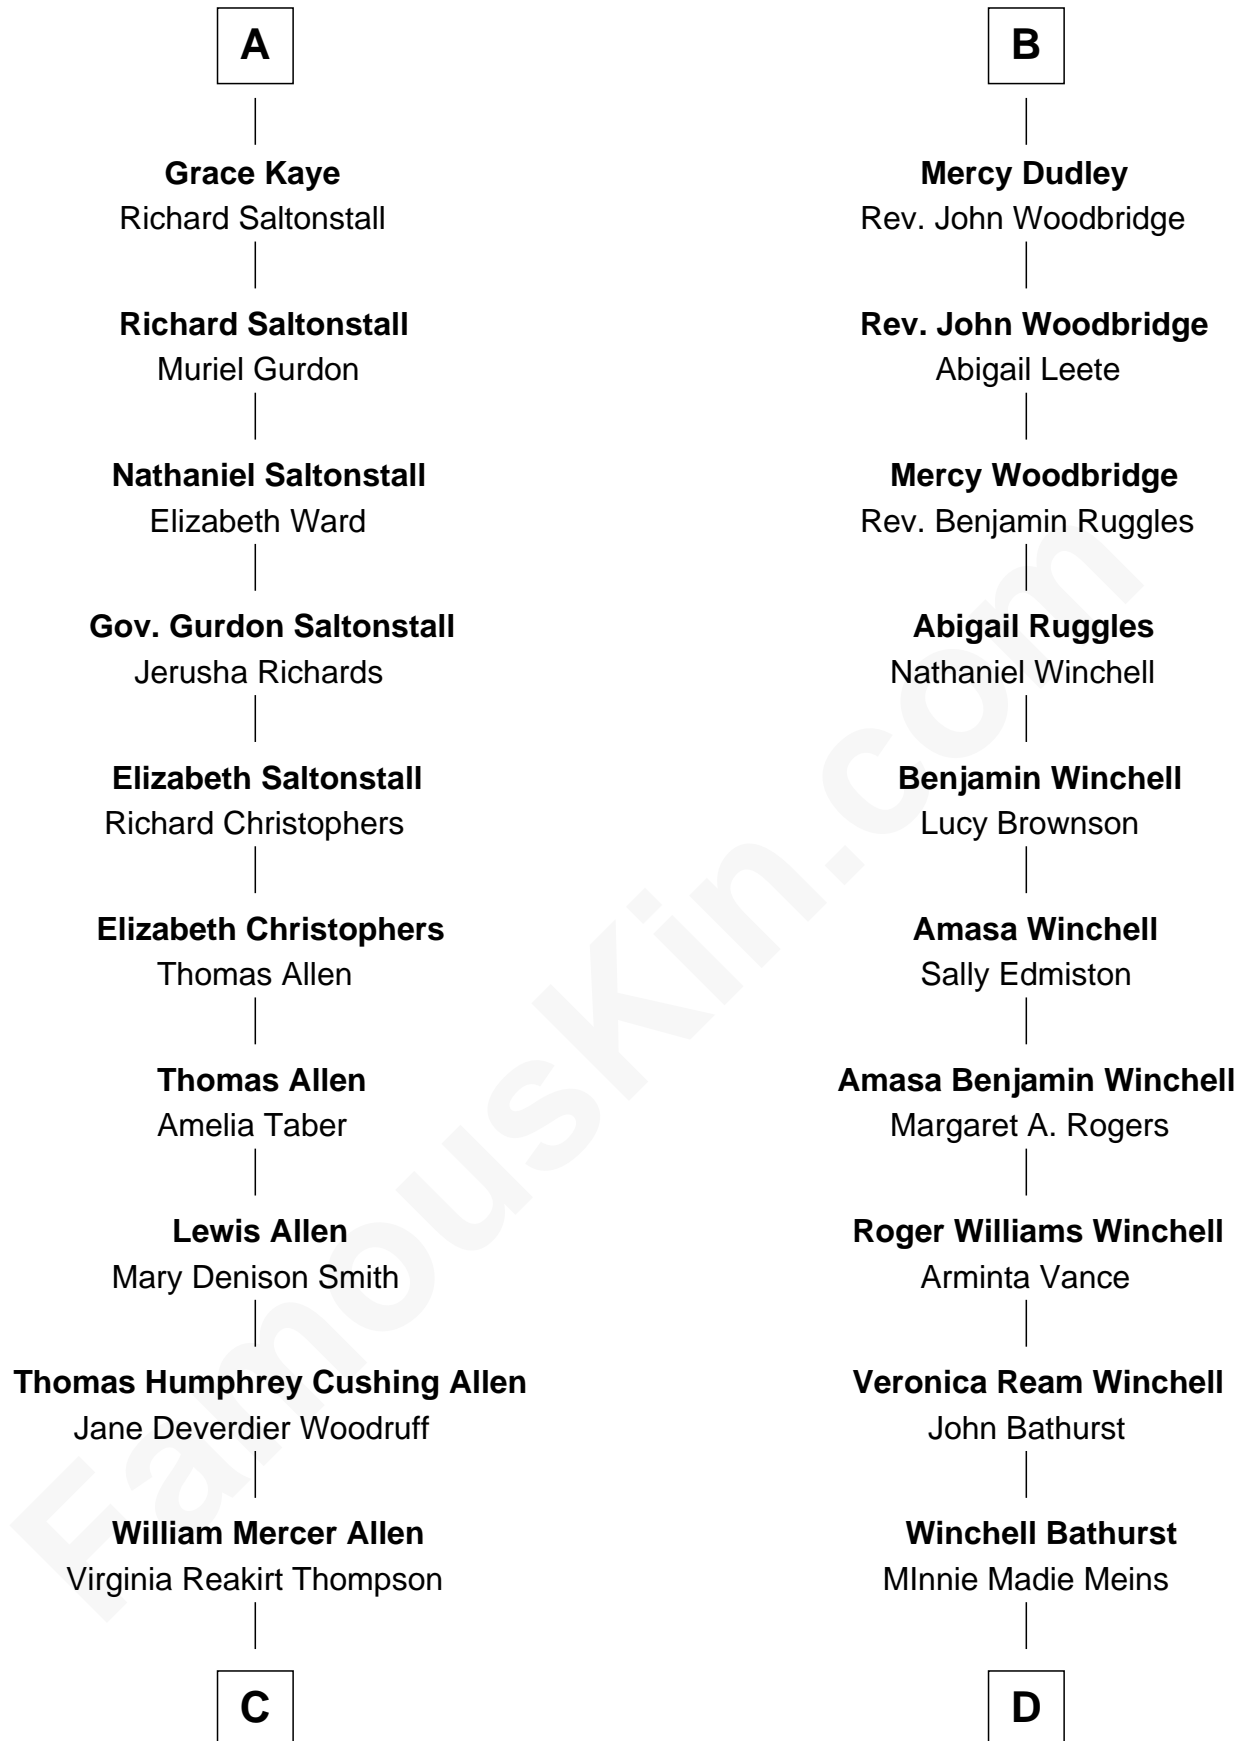 A
Grace Kaye
Richard Saltonstall
Richard Saltonstall
Muriel Gurdon
Nathaniel Saltonstall
Elizabeth Ward
Gov. Gurdon Saltonstall
Jerusha Richards
Elizabeth Saltonstall
Richard Christophers
Elizabeth Christophers
Thomas Allen
Thomas Allen
Amelia Taber
Lewis Allen
Mary Denison Smith
Thomas Humphrey Cushing Allen
Jane Deverdier Woodruff
William Mercer Allen
Virginia Reakirt Thompson
C
B
Mercy Dudley
Rev. John Woodbridge
Rev. John Woodbridge
Abigail Leete
Mercy Woodbridge
Rev. Benjamin Ruggles
Abigail Ruggles
Nathaniel Winchell
Benjamin Winchell
Lucy Brownson
Amasa Winchell
Sally Edmiston
Amasa Benjamin Winchell
Margaret A. Rogers
Roger Williams Winchell
Arminta Vance
Veronica Ream Winchell
John Bathurst
Winchell Bathurst
MInnie Madie Meins
D
FamousKin.com